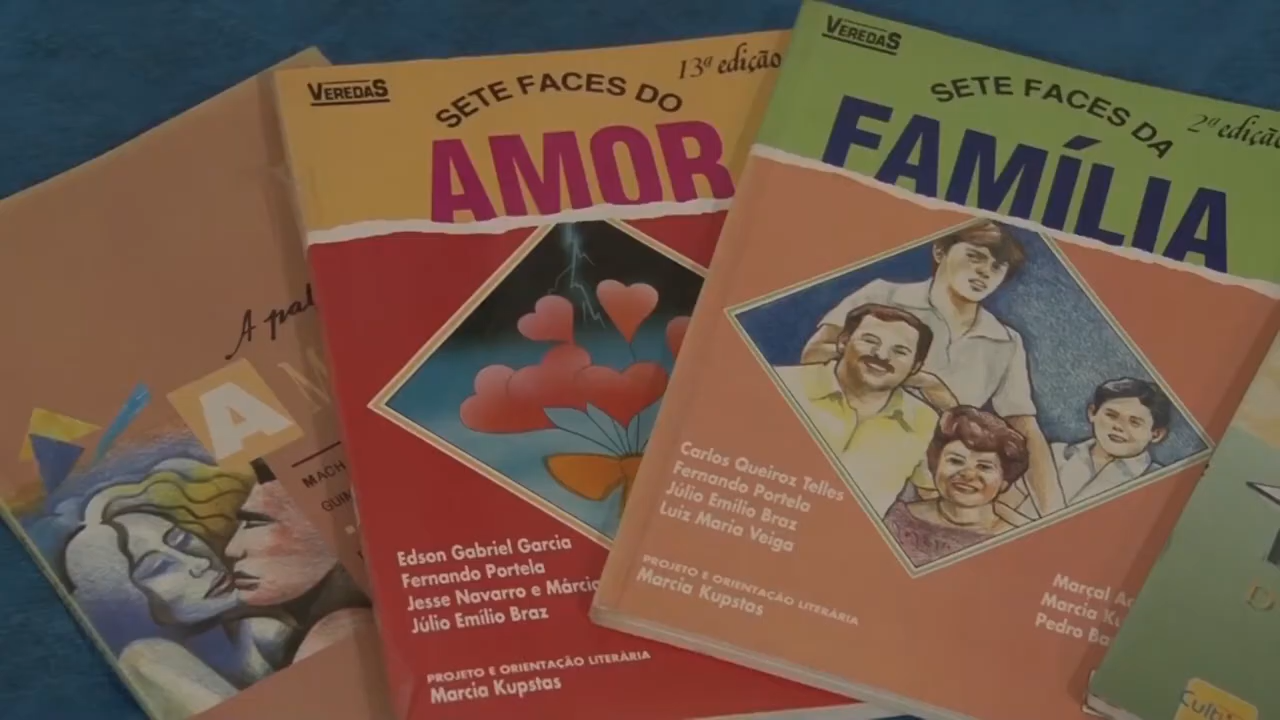 A
A
MACH
GUIM
VEREDAS
13ª edição
SETE FACES DO
AMOR
Edson Gabriel Garcia
Fernando Portela
Jesse Navarro e Márcia
Júlio Emílio Braz
PROJETO E ORIENTAÇÃO LITERÁRIA
Marcia Kupstas
VEREDAS
SETE FACES DA
2ª edição
FAMÍLIA
Carlos Queiroz Telles
Fernando Portela
Júlio Emílio Braz
Luiz Maria Veiga
PROJETO E ORIENTAÇÃO LITERÁRIA
Marcia Kupstas
Marçal
Marcia
Pedro